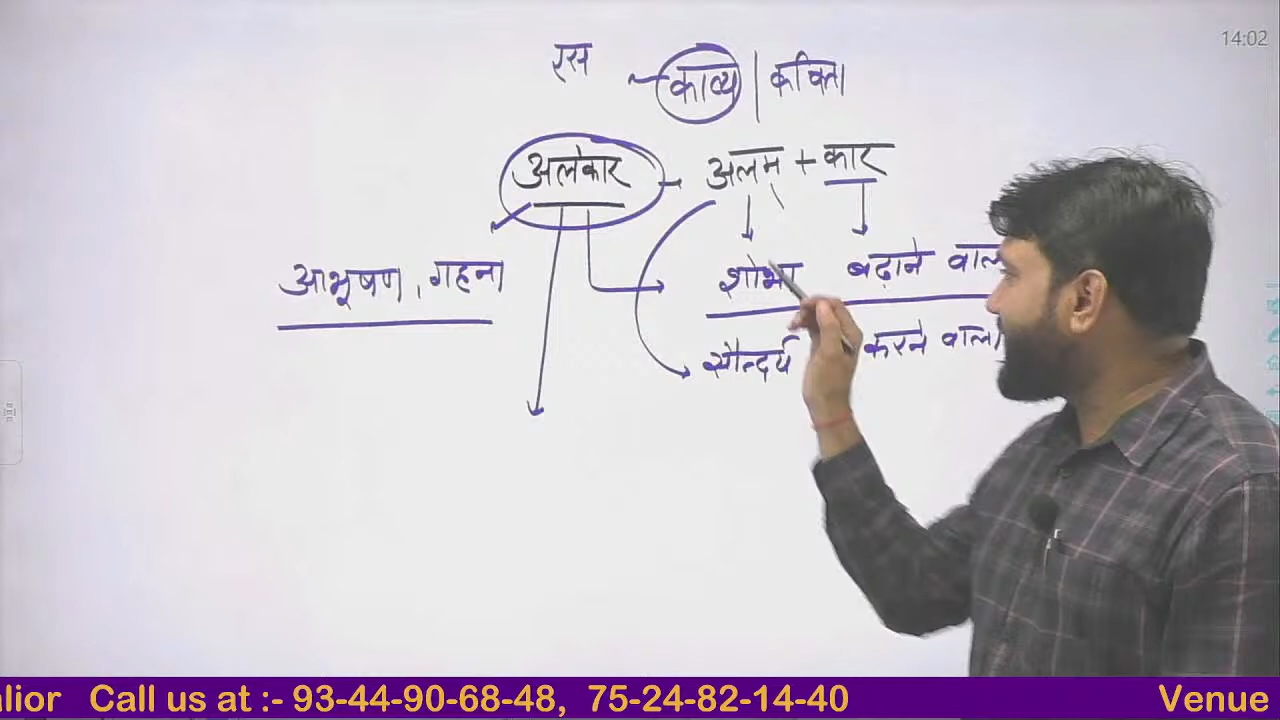 14:02
रस
काव्य | कविता
अलंकार - अलम् + कार
आभूषण, गहना
शोभा बढ़ाने
सौन्दर्य करने वाला
alior Call us at :- 93-44-90-68-48, 75-24-82-14-40 Venue